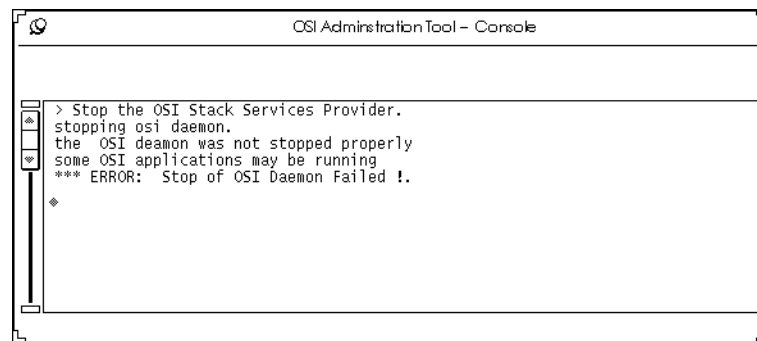 OSI Adminstration Tool – Console
> Stop the OSI Stack Services Provider.
stopping osi daemon.
the  OSI deamon was not stopped properly
some OSI applications may be running
*** ERROR:  Stop of OSI Daemon Failed !.